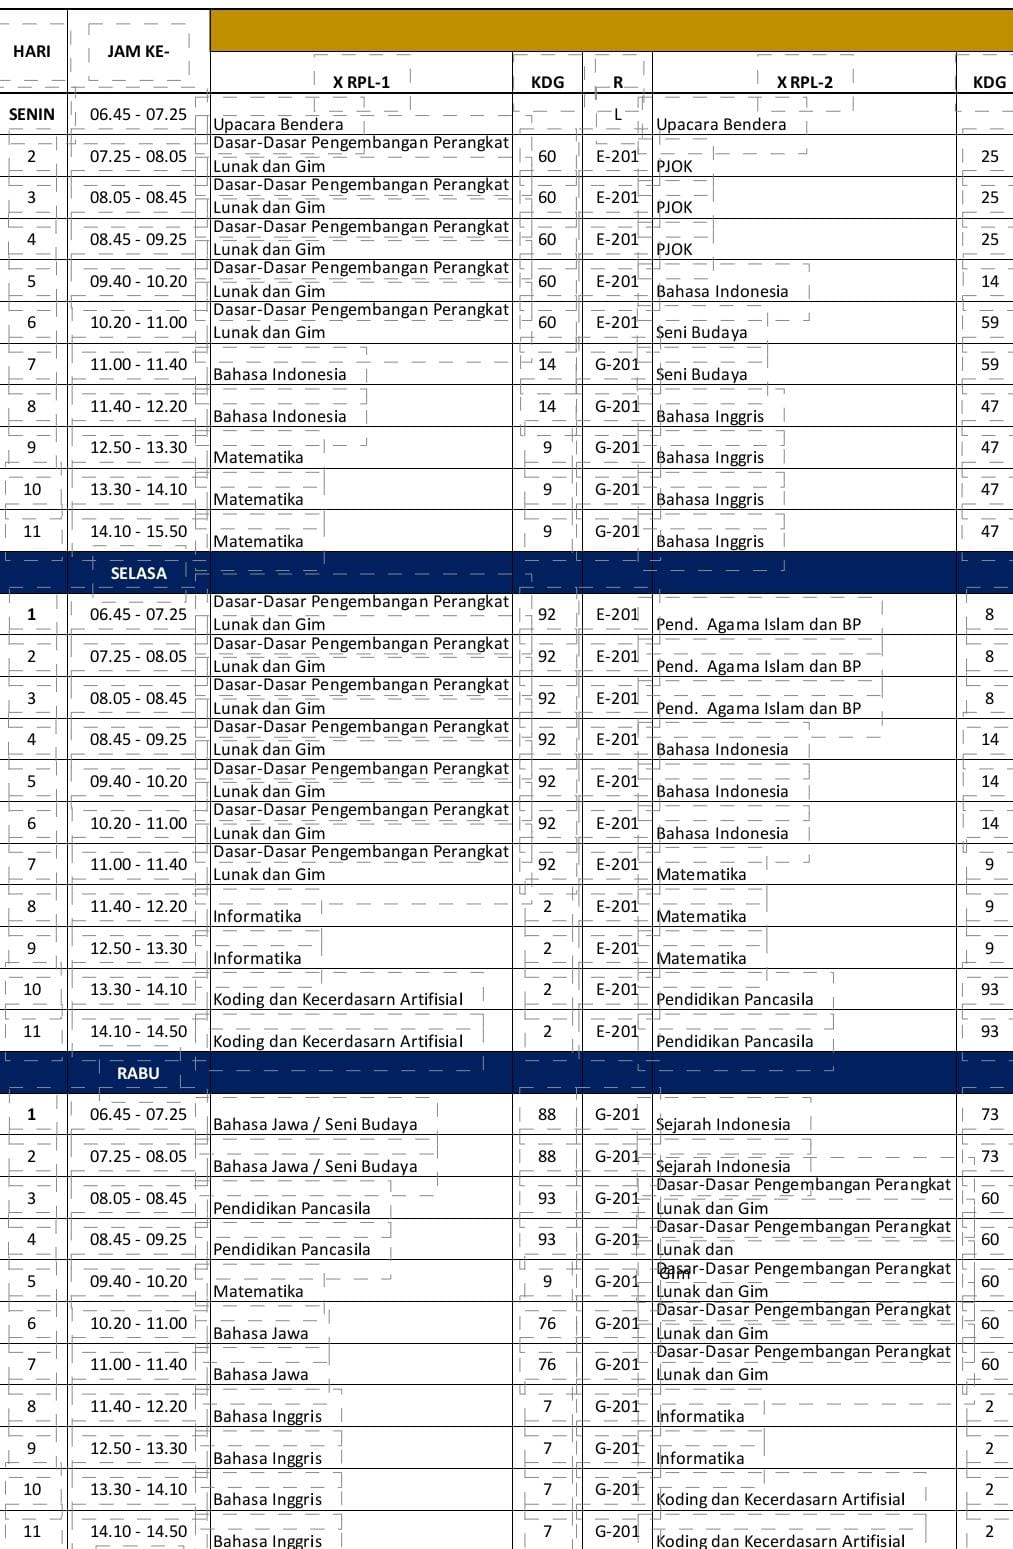 HARI JAM KE- X RPL-1 KDG R X RPL-2 KDG
SENIN 06.45 - 07.25 Upacara Bendera L Upacara Bendera
2 07.25 - 08.05 Dasar-Dasar Pengembangan Perangkat Lunak dan Gim 60 E-201 PJOK 25
3 08.05 - 08.45 Dasar-Dasar Pengembangan Perangkat Lunak dan Gim 60 E-201 PJOK 25
4 08.45 - 09.25 Dasar-Dasar Pengembangan Perangkat Lunak dan Gim 60 E-201 PJOK 25
5 09.40 - 10.20 Dasar-Dasar Pengembangan Perangkat Lunak dan Gim 60 E-201 Bahasa Indonesia 14
6 10.20 - 11.00 Dasar-Dasar Pengembangan Perangkat Lunak dan Gim 60 E-201 Seni Budaya 59
7 11.00 - 11.40 Bahasa Indonesia 14 G-201 Seni Budaya 59
8 11.40 - 12.20 Bahasa Indonesia 14 G-201 Bahasa Inggris 47
9 12.50 - 13.30 Matematika 9 G-201 Bahasa Inggris 47
10 13.30 - 14.10 Matematika 9 G-201 Bahasa Inggris 47
11 14.10 - 15.50 Matematika 9 G-201 Bahasa Inggris 47
SELASA
1 06.45 - 07.25 Dasar-Dasar Pengembangan Perangkat Lunak dan Gim 92 E-201 Pend. Agama Islam dan BP 8
2 07.25 - 08.05 Dasar-Dasar Pengembangan Perangkat Lunak dan Gim 92 E-201 Pend. Agama Islam dan BP 8
3 08.05 - 08.45 Dasar-Dasar Pengembangan Perangkat Lunak dan Gim 92 E-201 Pend. Agama Islam dan BP 8
4 08.45 - 09.25 Dasar-Dasar Pengembangan Perangkat Lunak dan Gim 92 E-201 Bahasa Indonesia 14
5 09.40 - 10.20 Dasar-Dasar Pengembangan Perangkat Lunak dan Gim 92 E-201 Bahasa Indonesia 14
6 10.20 - 11.00 Dasar-Dasar Pengembangan Perangkat Lunak dan Gim 92 E-201 Bahasa Indonesia 14
7 11.00 - 11.40 Dasar-Dasar Pengembangan Perangkat Lunak dan Gim 92 E-201 Matematika 9
8 11.40 - 12.20 Informatika 2 E-201 Matematika 9
9 12.50 - 13.30 Informatika 2 E-201 Matematika 9
10 13.30 - 14.10 Koding dan Kecerdasarn Artifisial 2 E-201 Pendidikan Pancasila 93
11 14.10 - 14.50 Koding dan Kecerdasarn Artifisial 2 E-201 Pendidikan Pancasila 93
RABU
1 06.45 - 07.25 Bahasa Jawa / Seni Budaya 88 G-201 Sejarah Indonesia 73
2 07.25 - 08.05 Bahasa Jawa / Seni Budaya 88 G-201 Sejarah Indonesia 73
3 08.05 - 08.45 Pendidikan Pancasila 93 G-201 Dasar-Dasar Pengembangan Perangkat Lunak dan Gim 60
4 08.45 - 09.25 Pendidikan Pancasila 93 G-201 Dasar-Dasar Pengembangan Perangkat Lunak dan Gim 60
5 09.40 - 10.20 Matematika 9 G-201 Dasar-Dasar Pengembangan Perangkat Lunak dan Gim 60
6 10.20 - 11.00 Bahasa Jawa 76 G-201 Dasar-Dasar Pengembangan Perangkat Lunak dan Gim 60
7 11.00 - 11.40 Bahasa Jawa 76 G-201 Dasar-Dasar Pengembangan Perangkat Lunak dan Gim 60
8 11.40 - 12.20 Bahasa Inggris 7 G-201 Informatika 2
9 12.50 - 13.30 Bahasa Inggris 7 G-201 Informatika 2
10 13.30 - 14.10 Bahasa Inggris 7 G-201 Koding dan Kecerdasarn Artifisial 2
11 14.10 - 14.50 Bahasa Inggris 7 G-201 Koding dan Kecerdasarn Artifisial 2